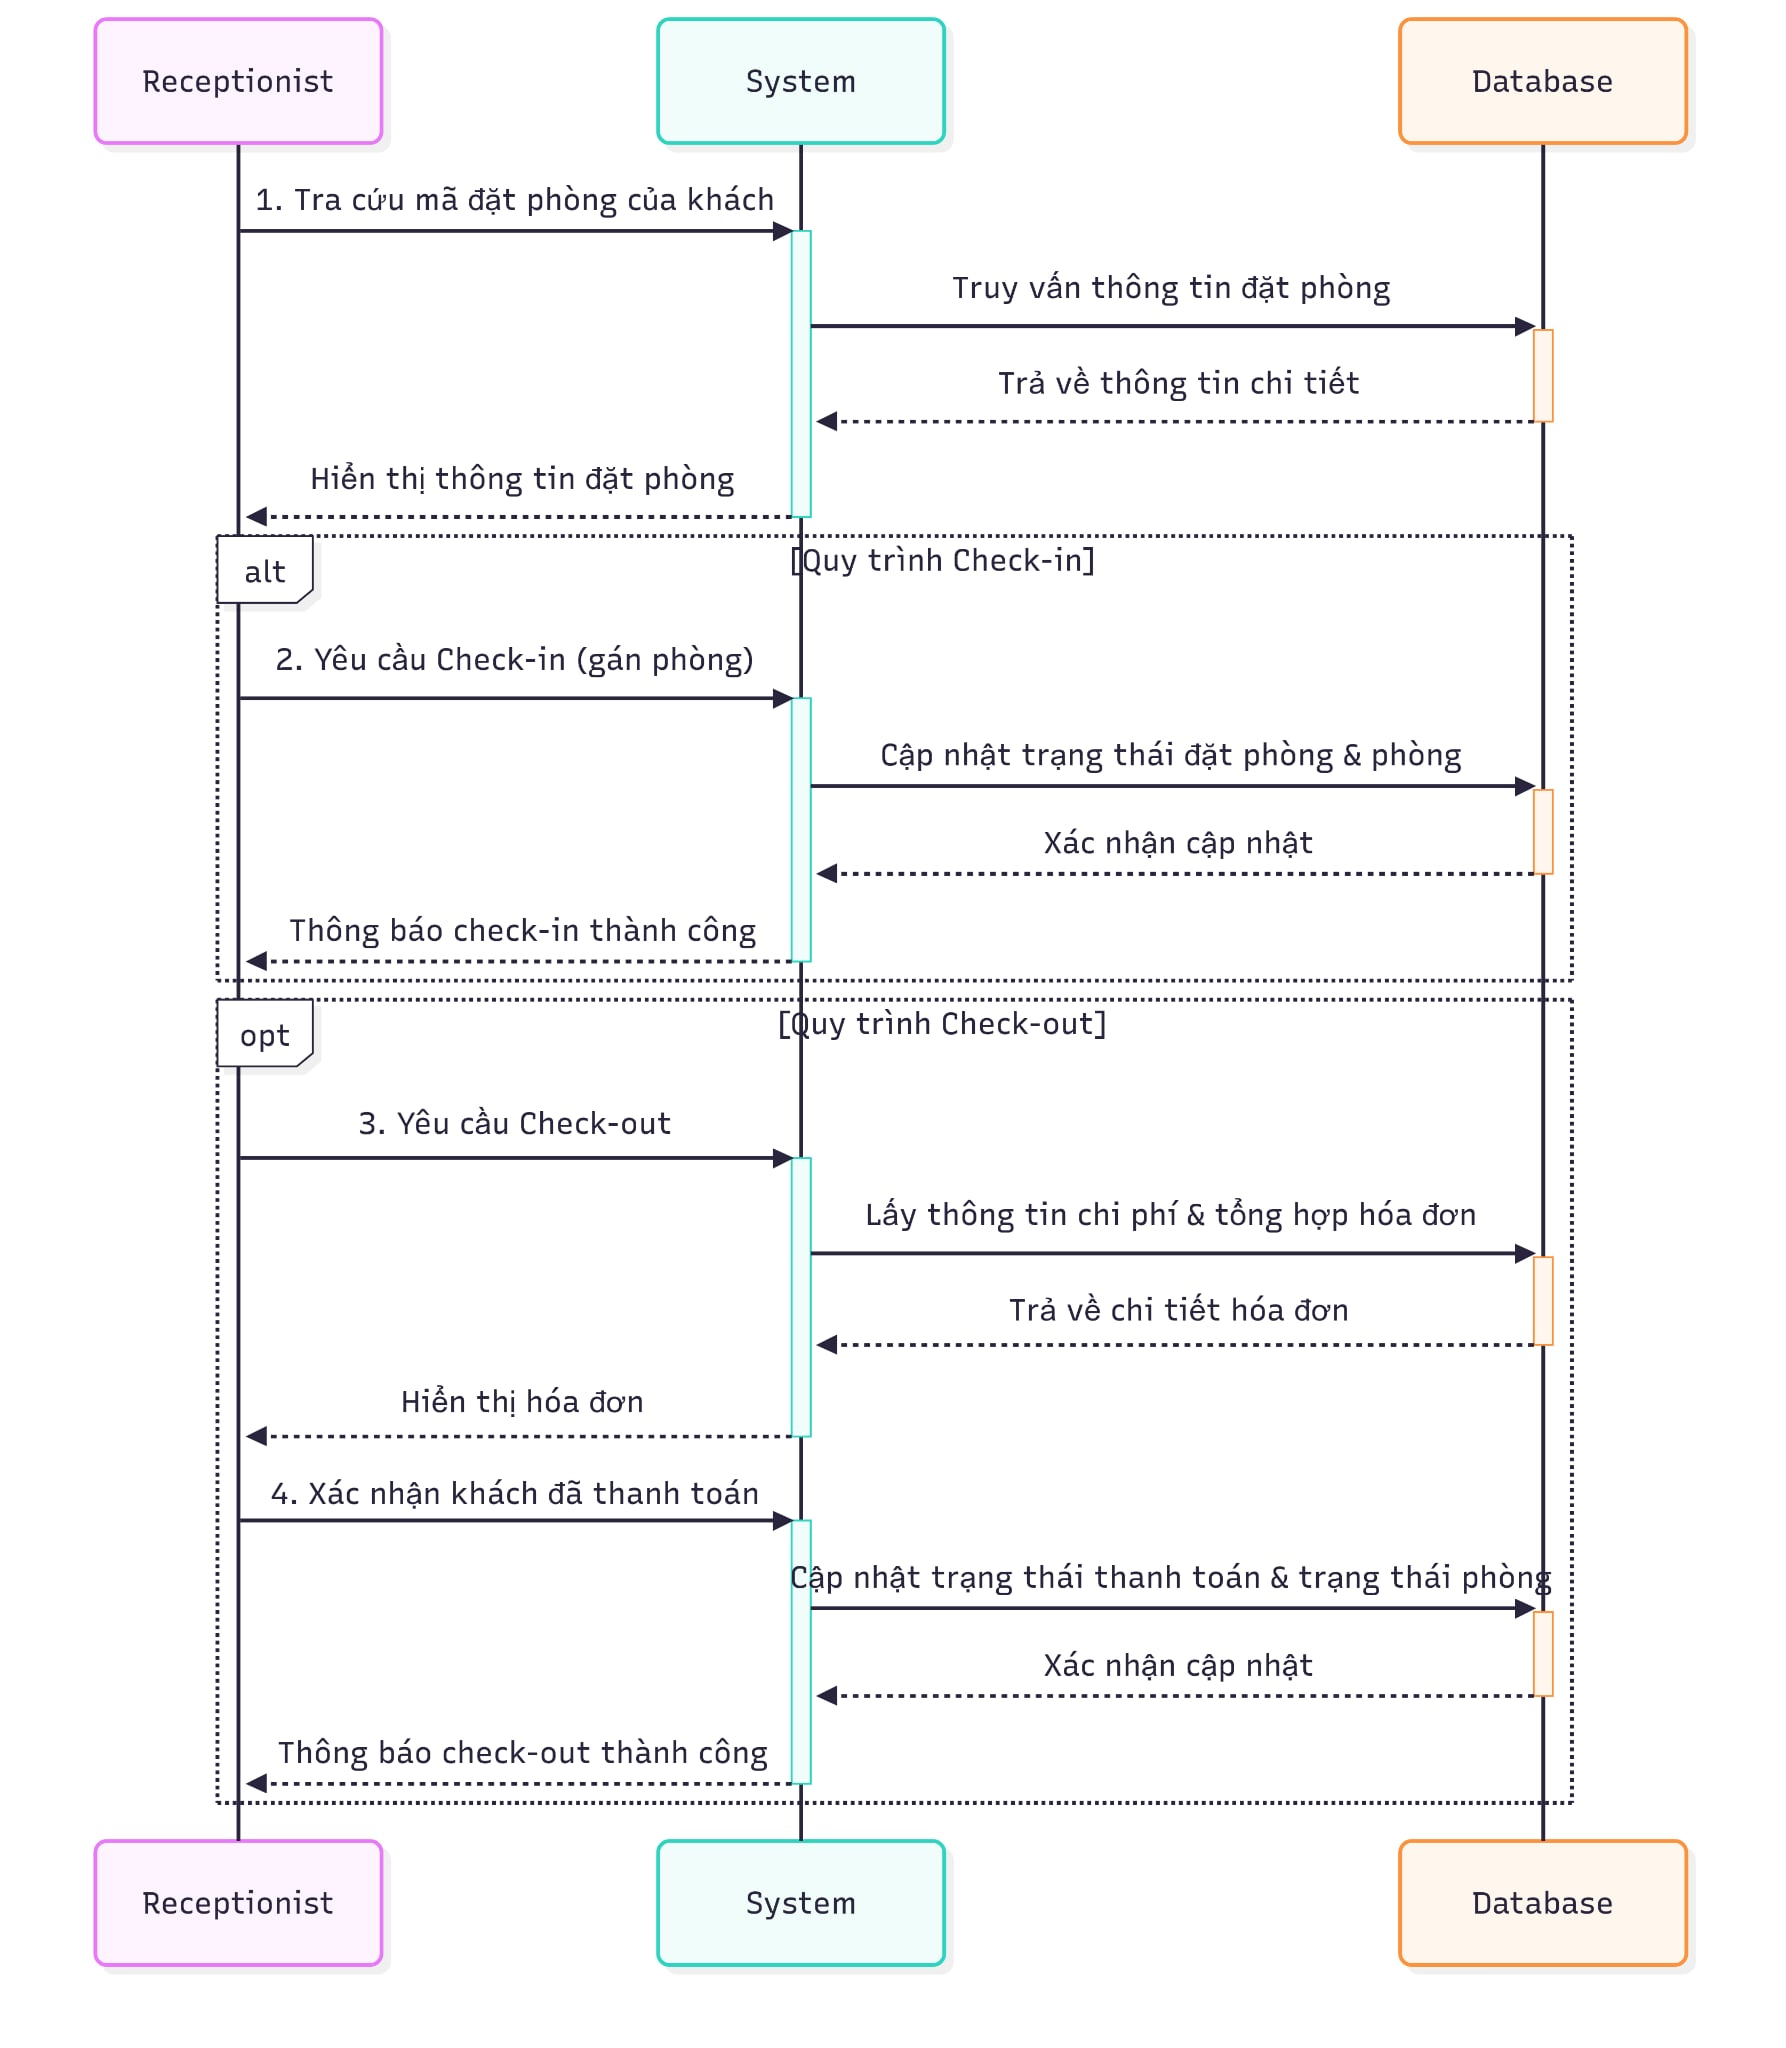 Receptionist
System
Database
1. Tra cứu mã đặt phòng của khách
Truy vấn thông tin đặt phòng
Trả về thông tin chi tiết
Hiển thị thông tin đặt phòng
alt
[Quy trình Check-in]
2. Yêu cầu Check-in (gán phòng)
Cập nhật trạng thái đặt phòng & phòng
Xác nhận cập nhật
Thông báo check-in thành công
opt
[Quy trình Check-out]
3. Yêu cầu Check-out
Lấy thông tin chi phí & tổng hợp hóa đơn
Trả về chi tiết hóa đơn
Hiển thị hóa đơn
4. Xác nhận khách đã thanh toán
Cập nhật trạng thái thanh toán & trạng thái phòng
Xác nhận cập nhật
Thông báo check-out thành công
Receptionist
System
Database